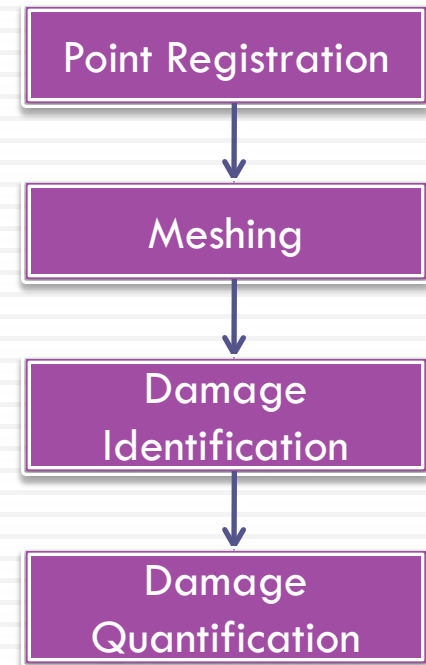 Point Registration
Meshing
Damage
Identification
Damage
Quantification